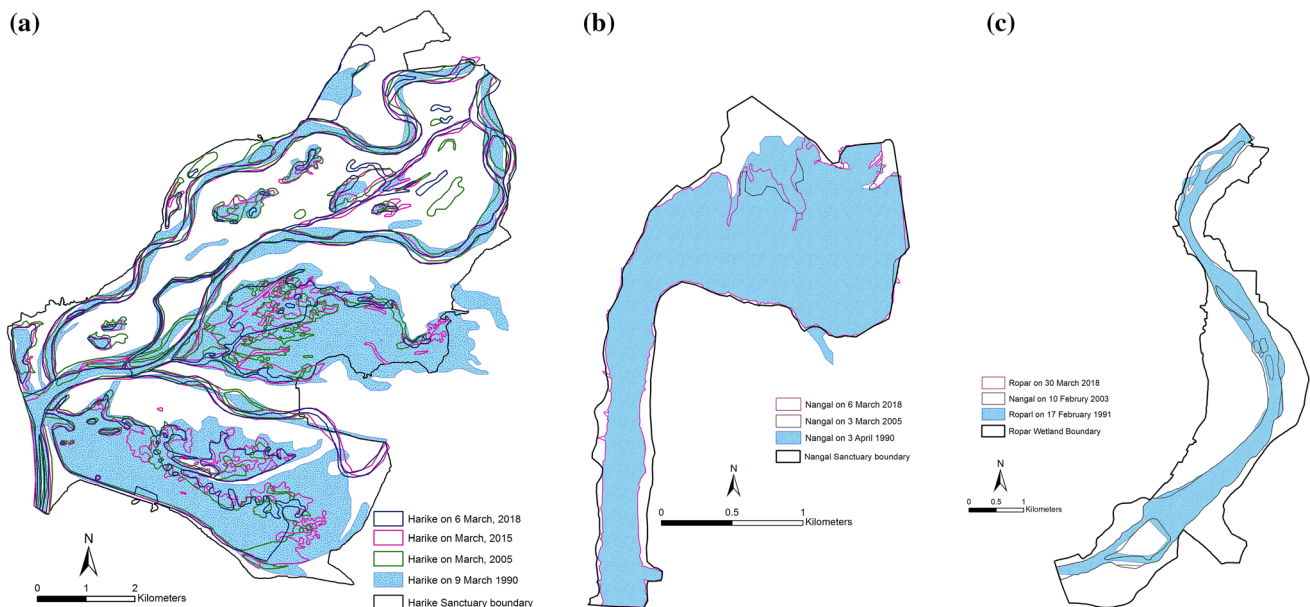 (a)
N
0 1 2
Kilometers
Harike on 6 March, 2018
Harike on March, 2015
Harike on March, 2005
Harike on 9 March 1990
Harike Sanctuary boundary
(b)
Nangal on 6 March 2018
Nangal on 3 March 2005
Nangal on 3 April 1990
Nangal Sanctuary boundary
N
0 0.5 1
Kilometers
(c)
Ropar on 30 March 2018
Nangal on 10 Februry 2003
Roparl on 17 February 1991
Ropar Wetland Boundary
N
0 0.5 1
Kilometers